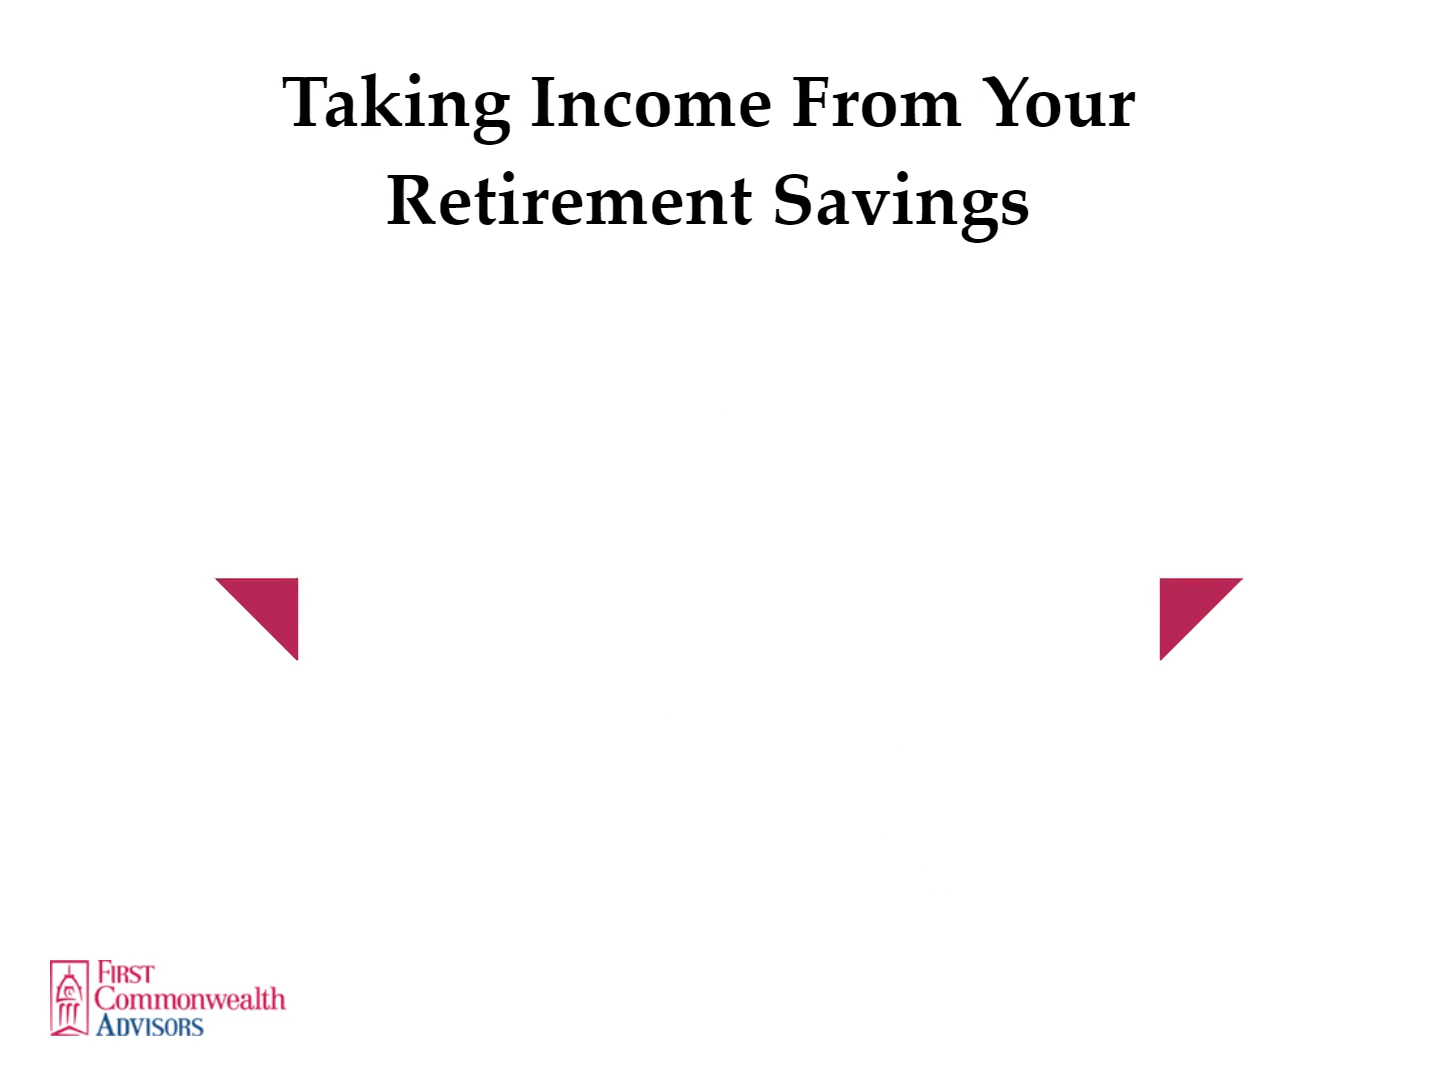 Taking Income From Your
Retirement Savings
First
Commonwealth
Advisors